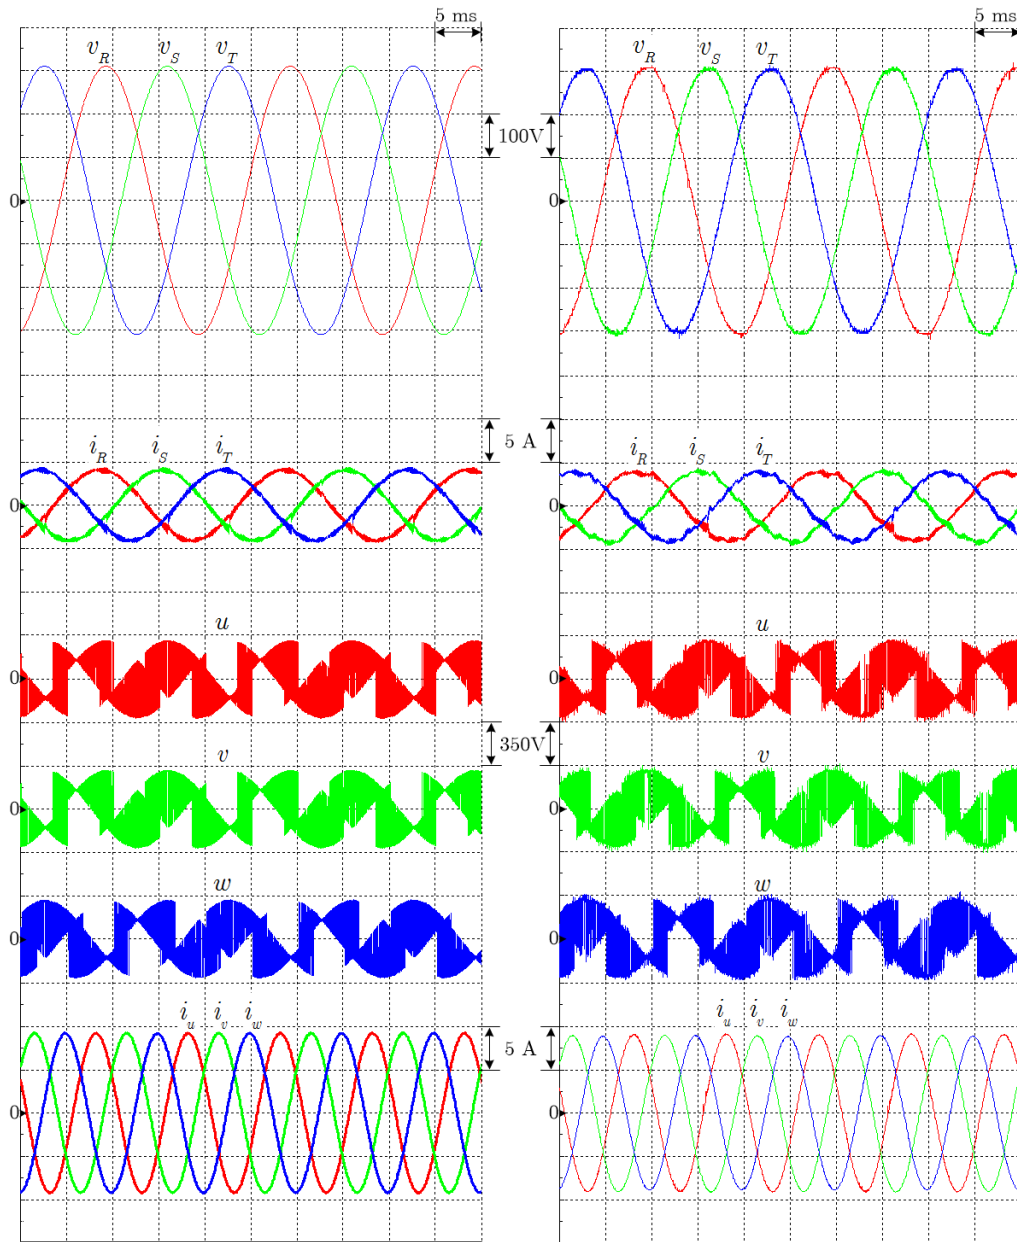 5 ms 5 ms
v_R v_S v_T v_R v_S v_T
100V
0 0
5 A
i_R i_S i_T i_R i_S i_T
0 0
u u
0 0
350V
v v
0 0
w w
0 0
i_u i_v i_w i_u i_v i_w
5 A
0 0